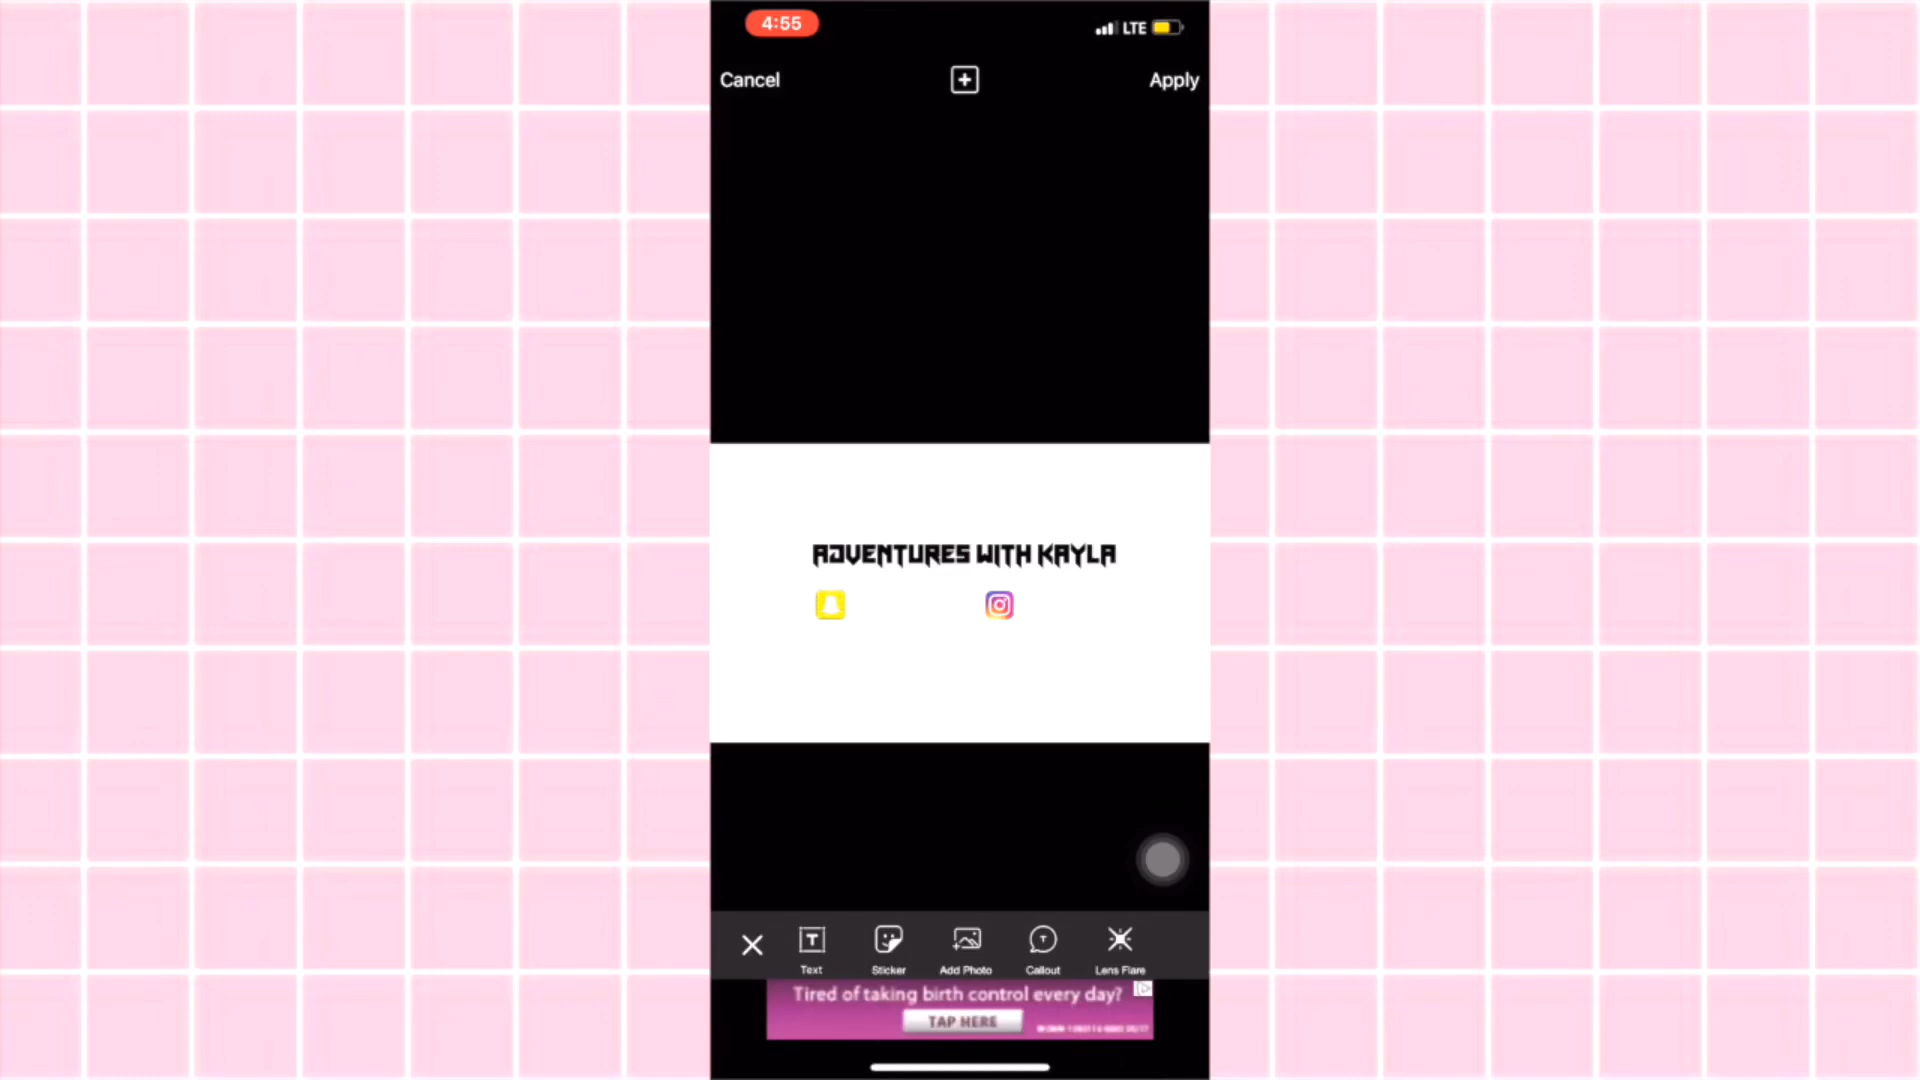 4:55
LTE
Cancel
Apply
ADVENTURES WITH KAYLA
Text
Sticker
Add Photo
Callout
Lens Flare
Tired of taking birth control every day?
TAP HERE